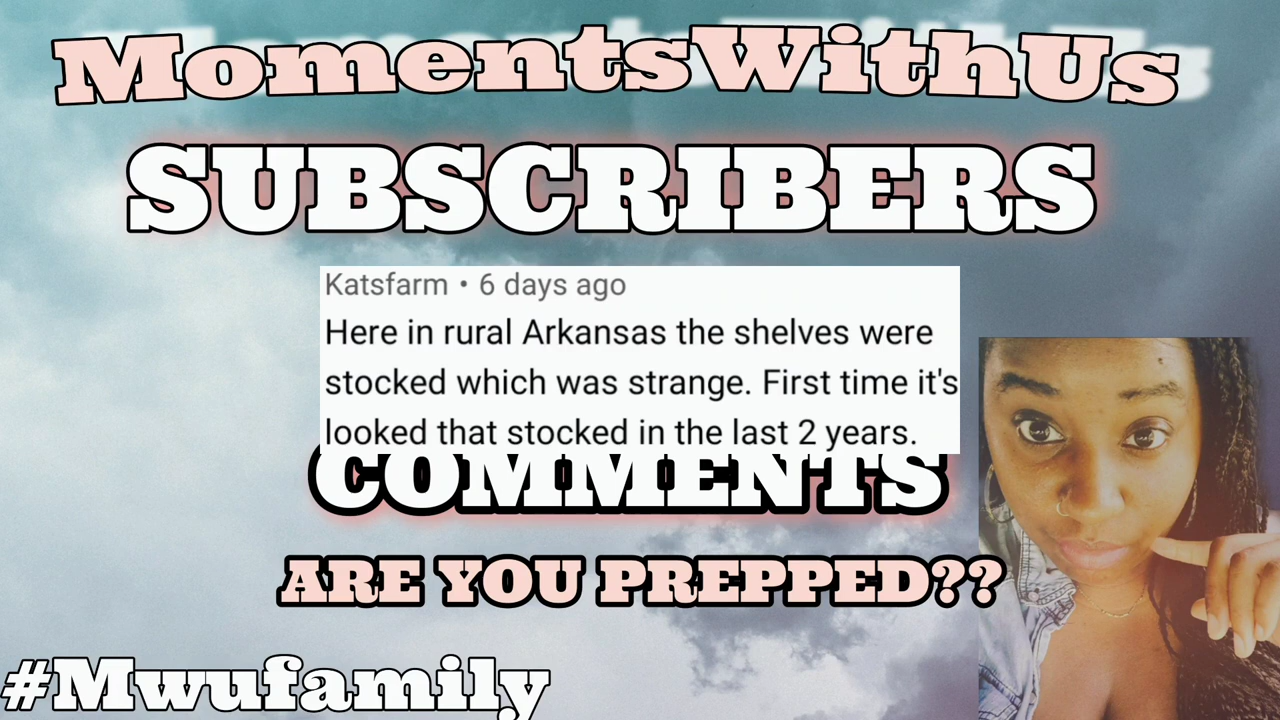 MomentsWithUs
SUBSCRIBERS
Katsfarm • 6 days ago
Here in rural Arkansas the shelves were
stocked which was strange. First time it's
looked that stocked in the last 2 years.
COMMENTS
ARE YOU PREPPED??
#Mwufamily